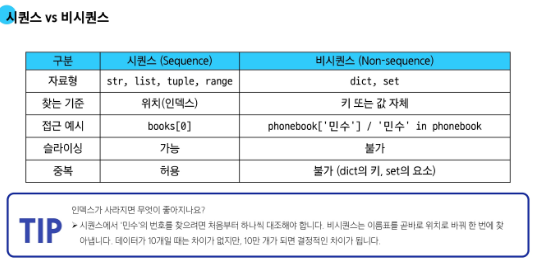 시퀀스 vs 비시퀀스
구분 시퀀스 (Sequence) 비시퀀스 (Non-sequence)
자료형 str, list, tuple, range dict, set
찾는 기준 위치(인덱스) 키 또는 값 자체
접근 예시 books[0] phonebook['민수'] / '민수' in phonebook
슬라이싱 가능 불가
중복 허용 불가 (dict의 키, set의 요소)
TIP
인덱스가 사라지면 무엇이 좋아지나요?
➤ 시퀀스에서 '민수'의 번호를 찾으려면 처음부터 하나씩 대조해야 합니다. 비시퀀스는 이름표를 곧바로 위치로 바꿔 한 번에 찾
아냅니다. 데이터가 10개일 때는 차이가 없지만, 10만 개가 되면 결정적인 차이가 됩니다.